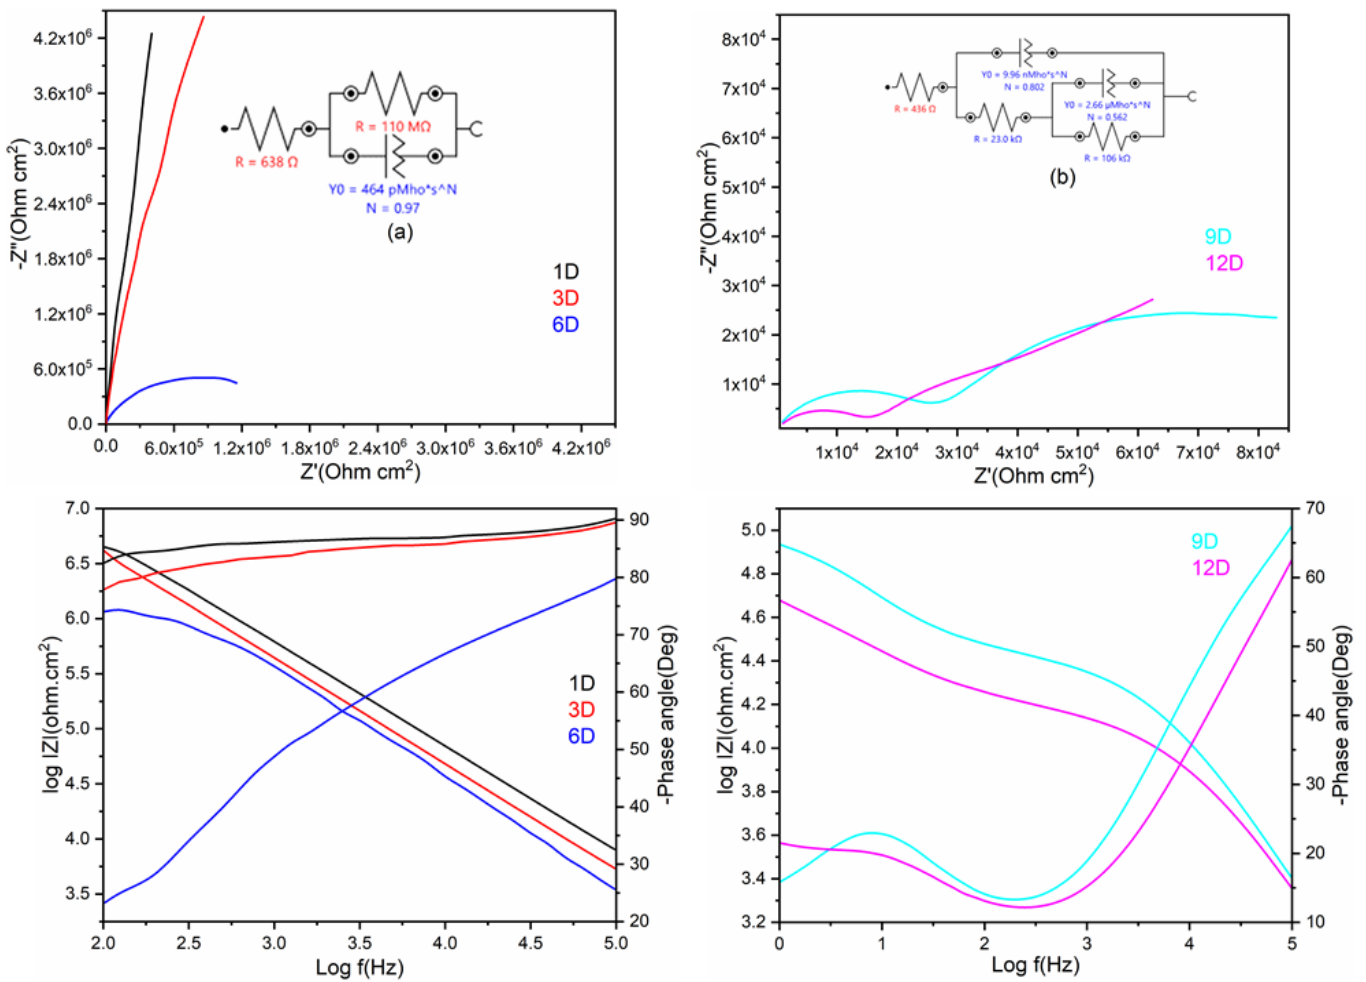 4.2x10⁶
3.6x10⁶
3.0x10⁶
2.4x10⁶
1.8x10⁶
1.2x10⁶
6.0x10⁵
0.0
-Z"(Ohm cm²)
0.0 6.0x10⁵ 1.2x10⁶ 1.8x10⁶ 2.4x10⁶ 3.0x10⁶ 3.6x10⁶ 4.2x10⁶
Z'(Ohm cm²)
R = 638 Ω
R = 110 MΩ
Y0 = 464 pMho*s^N
N = 0.97
(a)
1D
3D
6D
8x10⁴
7x10⁴
6x10⁴
5x10⁴
4x10⁴
3x10⁴
2x10⁴
1x10⁴
-Z"(Ohm cm²)
1x10⁴ 2x10⁴ 3x10⁴ 4x10⁴ 5x10⁴ 6x10⁴ 7x10⁴ 8x10⁴
Z'(Ohm cm²)
R = 436 Ω
Y0 = 9.96 nMho*s^N
N = 0.802
R = 23.0 kΩ
Y0 = 2.66 µMho*s^N
N = 0.562
R = 106 kΩ
(b)
9D
12D
7.0
6.5
6.0
5.5
5.0
4.5
4.0
3.5
log IZI(ohm.cm²)
2.0 2.5 3.0 3.5 4.0 4.5 5.0
Log f(Hz)
90
80
70
60
50
40
30
20
-Phase angle(Deg)
1D
3D
6D
5.0
4.8
4.6
4.4
4.2
4.0
3.8
3.6
3.4
3.2
log IZI(ohm.cm²)
0 1 2 3 4 5
Log f(Hz)
70
60
50
40
30
20
10
-Phase angle(Deg)
9D
12D